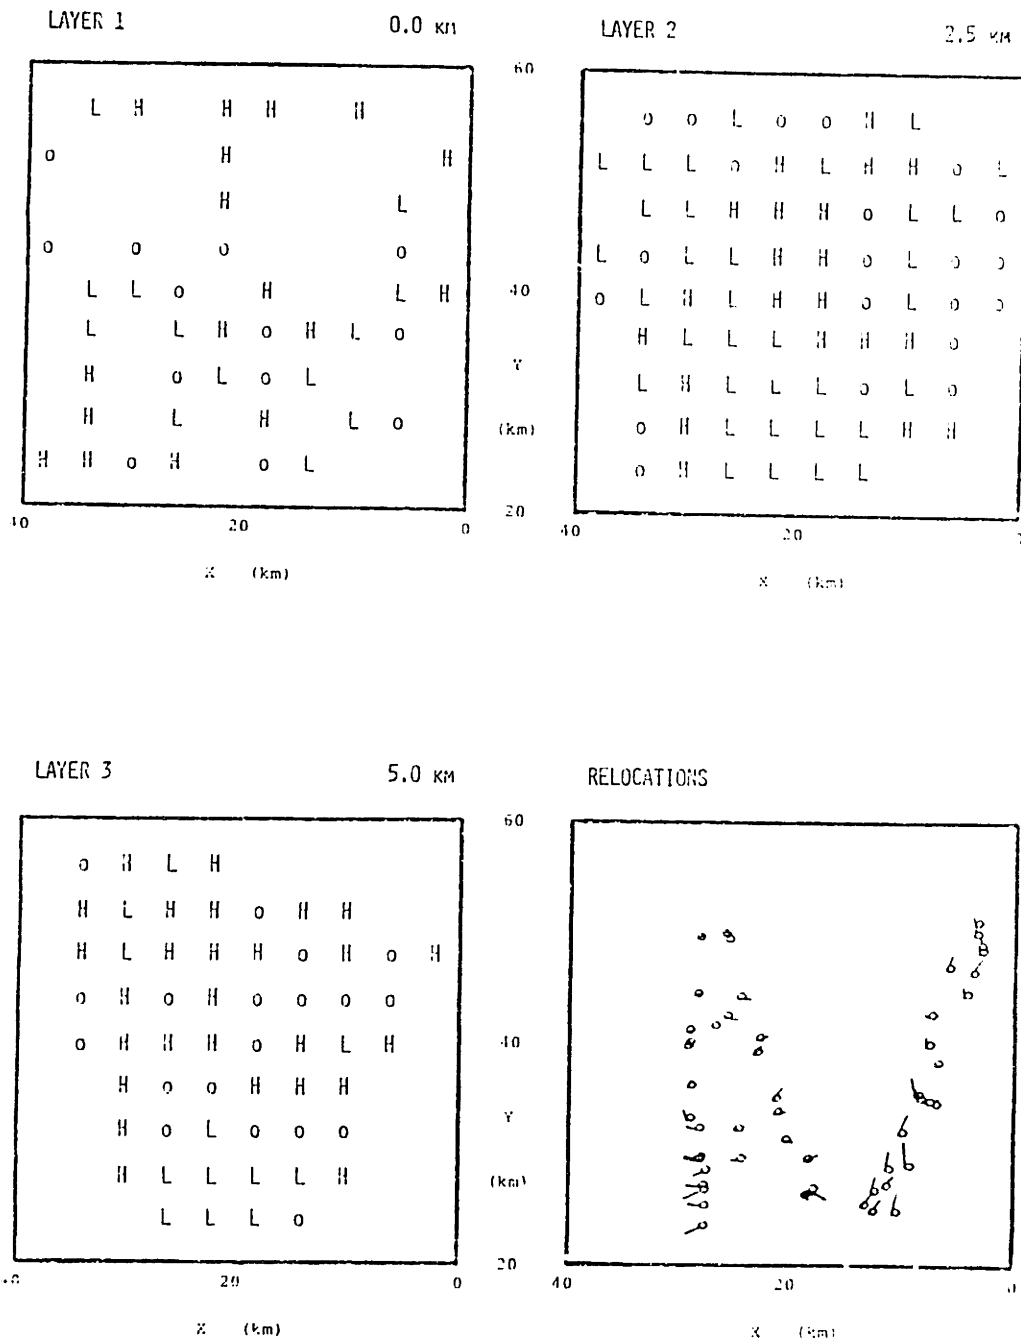 LAYER 1 0.0 KM
L H H H H
O H H
H L
O O O O
L L O H L H
L L H O H L O
H O L O L
H L H L O
H H O H O L
40 20 0
X (km)
LAYER 2 2.5 KM
60
O O L O O H L
L L L O H L H H O L
L L H H H O L L O
L O L L H H O L O O
40
O L H L H H O L O O
H L L L H H H O
Y
L H L L L O L O
(km)
O H L L L L H H
O H L L L L
20
40 20
X (km)
LAYER 3 5.0 KM
O H L H
H L H H O H H
H L H H H O H O H
O H O H O O O O
O H H H O H L H
H O O H H H
H O L O O O
H L L L L H
L L L O
20 0
X (km)
RELOCATIONS
60
40
Y
(km)
20
40 20 0
X (km)